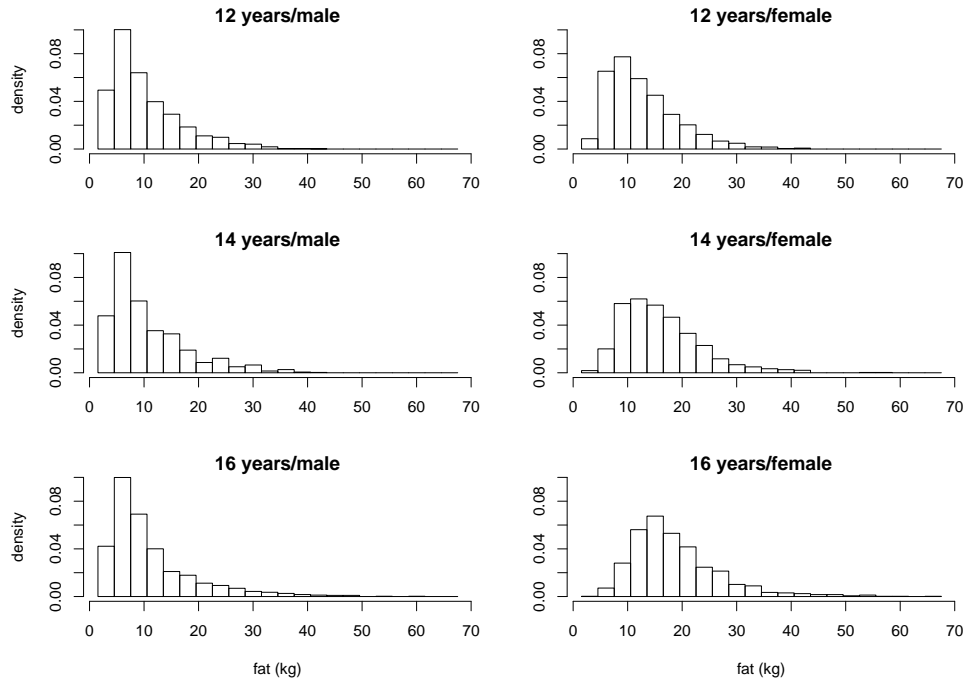 12 years/male
density
0.00 0.04 0.08
0 10 20 30 40 50 60 70
12 years/female
0.00 0.04 0.08
0 10 20 30 40 50 60 70
14 years/male
density
0.00 0.04 0.08
0 10 20 30 40 50 60 70
14 years/female
0.00 0.04 0.08
0 10 20 30 40 50 60 70
16 years/male
density
0.00 0.04 0.08
0 10 20 30 40 50 60 70
fat (kg)
16 years/female
0.00 0.04 0.08
0 10 20 30 40 50 60 70
fat (kg)